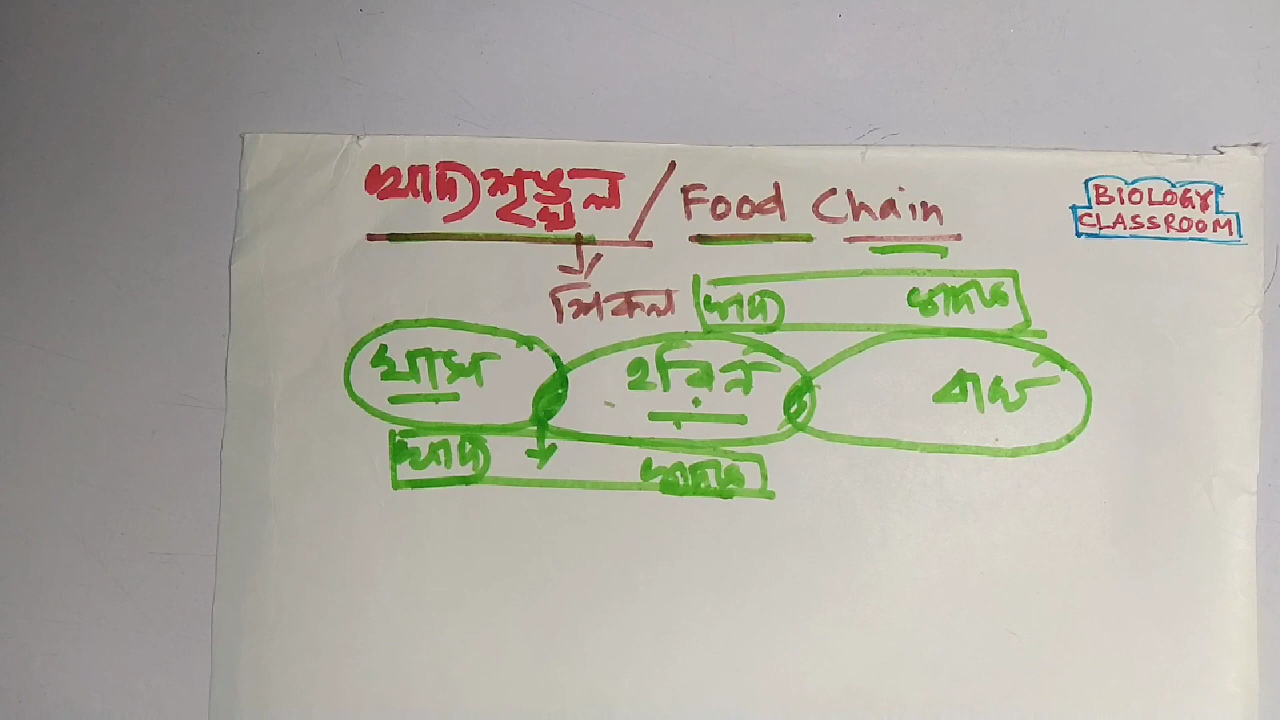 খাদ্যশৃঙ্খল / Food Chain
BIOLOGY
CLASSROOM
শিকল
খাদ্য খাদক
ঘাস হরিন বাঘ
খাদ্য খাদক